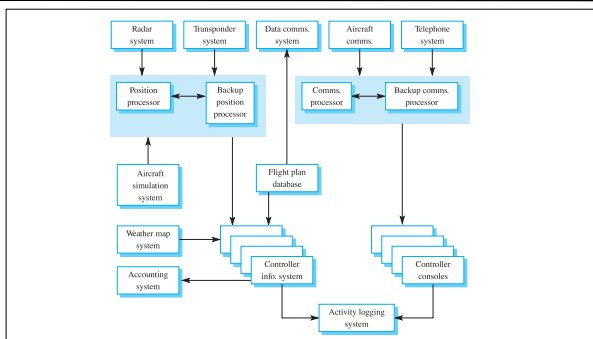 Radar
system
Transponder
system
Data comms.
system
Aircraft
comms.
Telephone
system
Position
processor
Backup
position
processor
Comms.
processor
Backup comms.
processor
Aircraft
simulation
system
Flight plan
database
Weather map
system
Accounting
system
Controller
info. system
Controller
consoles
Activity logging
system